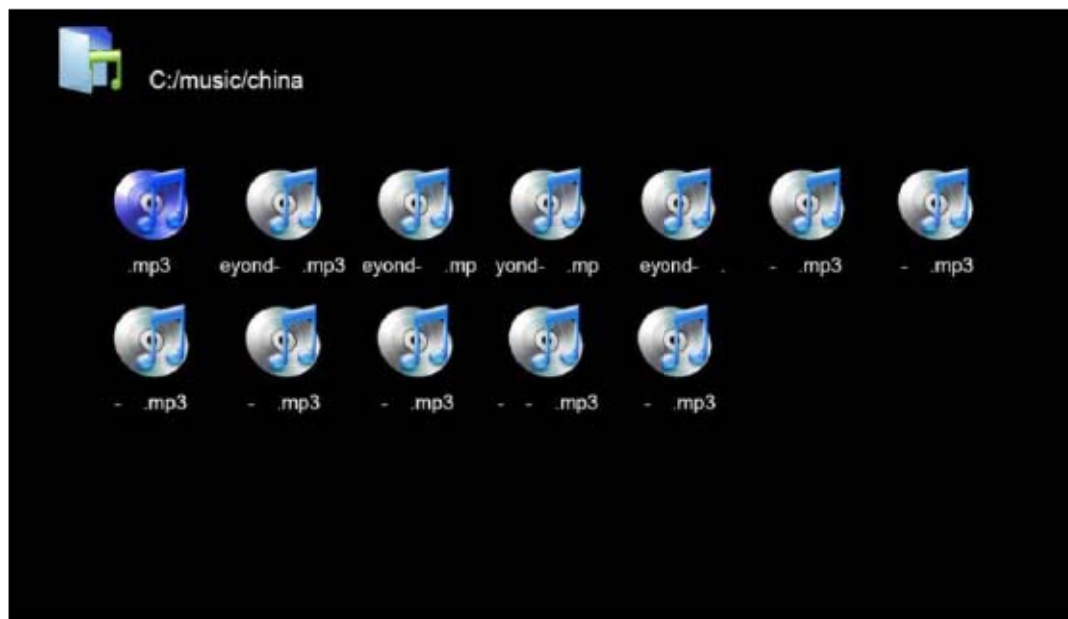 C:/music/china
.mp3 eyond- .mp3 eyond- .mp yond- .mp eyond- . - .mp3 - .mp3
- .mp3 - .mp3 - .mp3 - - .mp3 - .mp3